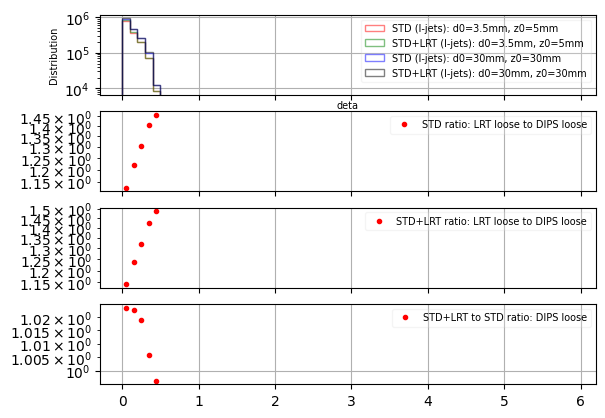 10^6
10^5
10^4
Distribution
STD (l-jets): d0=3.5mm, z0=5mm
STD+LRT (l-jets): d0=3.5mm, z0=5mm
STD (l-jets): d0=30mm, z0=30mm
STD+LRT (l-jets): d0=30mm, z0=30mm
deta
1.45 × 10^0
1.4 × 10^0
1.35 × 10^0
1.3 × 10^0
1.25 × 10^0
1.2 × 10^0
1.15 × 10^0
STD ratio: LRT loose to DIPS loose
1.5 × 10^0
1.45 × 10^0
1.4 × 10^0
1.35 × 10^0
1.3 × 10^0
1.25 × 10^0
1.2 × 10^0
1.15 × 10^0
STD+LRT ratio: LRT loose to DIPS loose
1.02 × 10^0
1.015 × 10^0
1.01 × 10^0
1.005 × 10^0
10^0
STD+LRT to STD ratio: DIPS loose
0 1 2 3 4 5 6